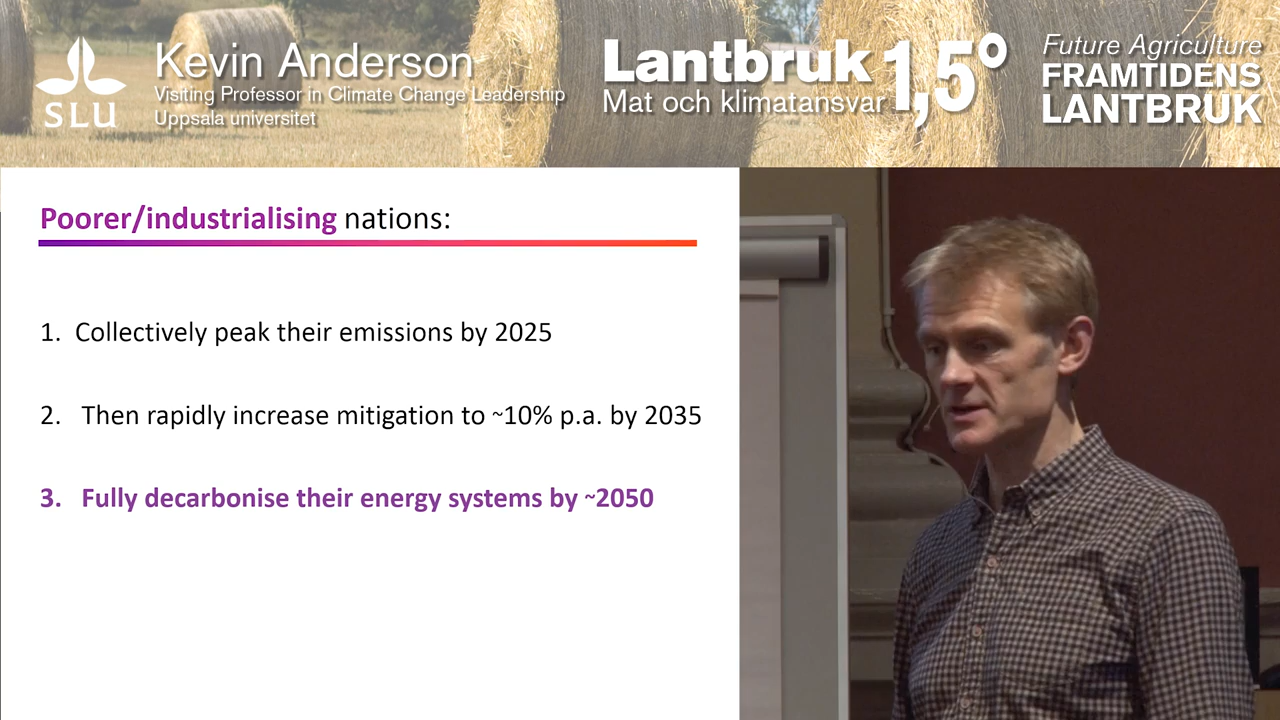 SLU
Kevin Anderson
Visiting Professor in Climate Change Leadership
Uppsala universitet
Lantbruk 1,5°
Mat och klimatansvar
Future Agriculture
FRAMTIDENS
LANTBRUK
Poorer/industrialising nations:
1. Collectively peak their emissions by 2025
2. Then rapidly increase mitigation to ~10% p.a. by 2035
3. Fully decarbonise their energy systems by ~2050